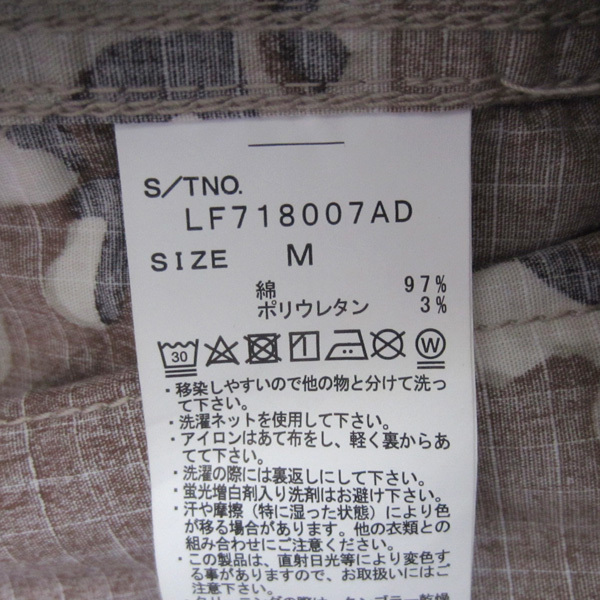 S/TNO.
LF718007AD
SIZE M
綿 97%
ポリウレタン 3%
30 W
・移染しやすいので他の物と分けて洗っ
て下さい。
・洗濯ネットを使用して下さい。
・アイロンはあて布をし、軽く裏からあ
てて下さい。
・洗濯の際には裏返しにして下さい。
・蛍光増白剤入り洗剤はお避け下さい。
・汗や摩擦（特に湿った状態）により色
が移る場合があります。他の衣類との
組み合わせにご注意ください。
・この製品は、直射日光等により変色す
る事がありますので、お取扱いにはご
注意ください。